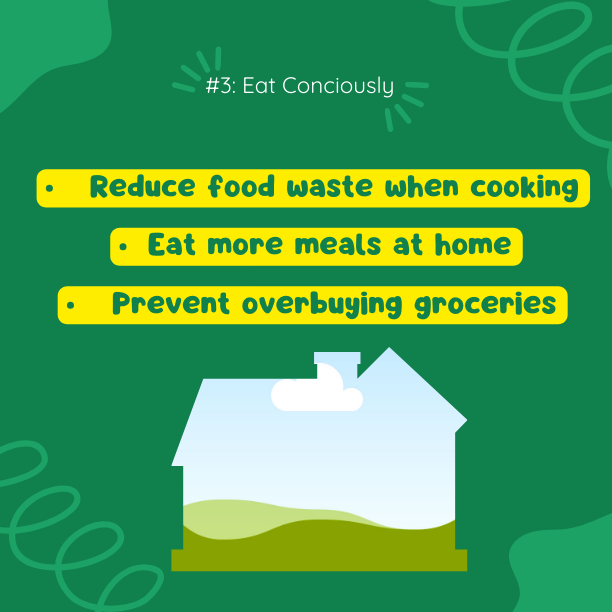 #3: Eat Conciously
• Reduce food waste when cooking
• Eat more meals at home
• Prevent overbuying groceries